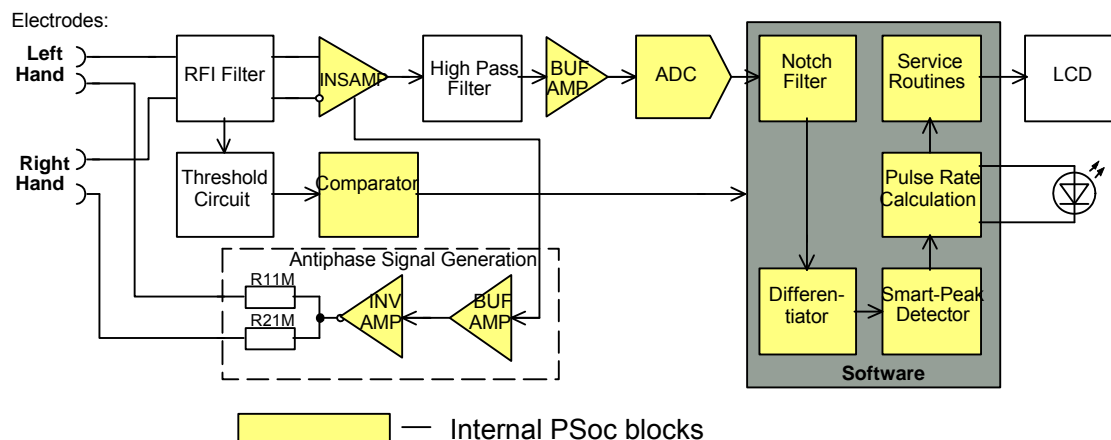 Electrodes:
Left
Hand
Right
Hand
RFI Filter
INSAMP
High Pass
Filter
BUF
AMP
ADC
Notch
Filter
Service
Routines
LCD
Threshold
Circuit
Comparator
Pulse Rate
Calculation
Antiphase Signal Generation
R11M
R21M
INV
AMP
BUF
AMP
Differen-
tiator
Smart-Peak
Detector
Software
— Internal PSoc blocks